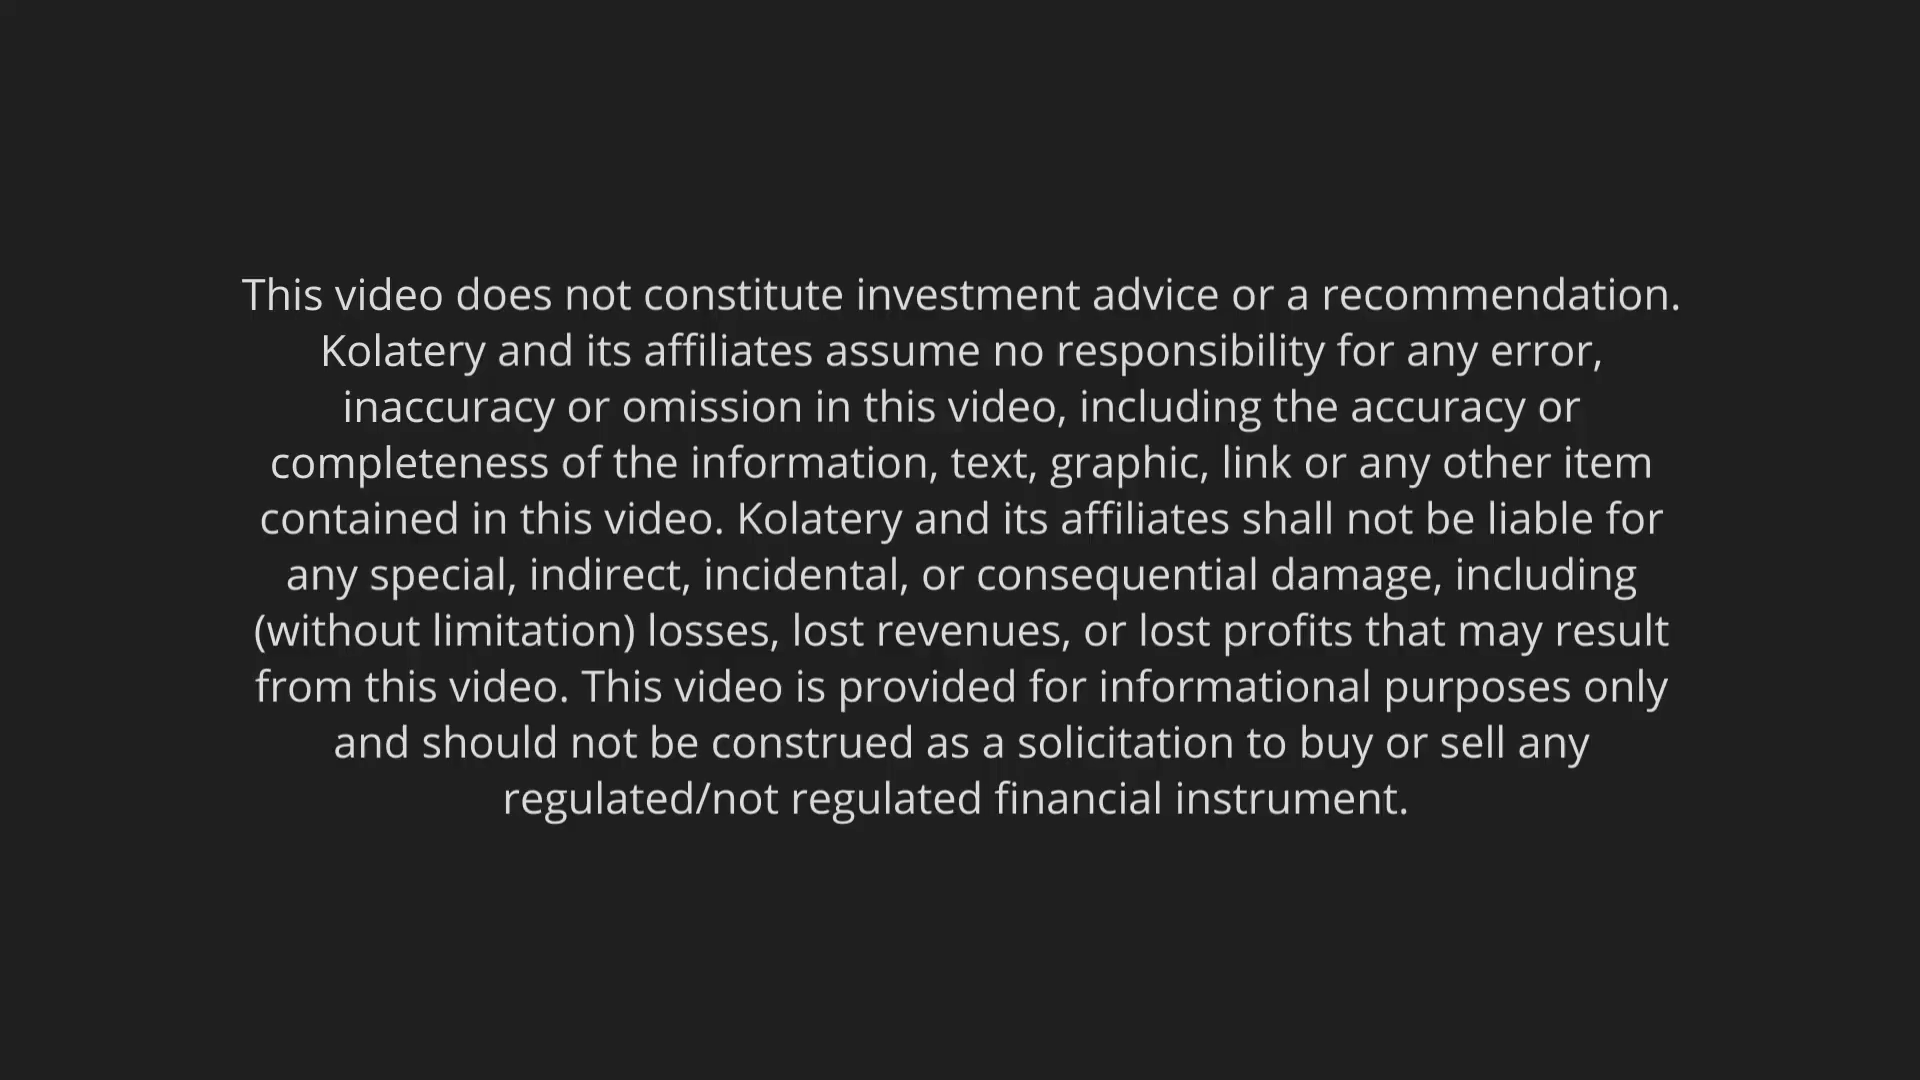 This video does not constitute investment advice or a recommendation.
Kolatery and its affiliates assume no responsibility for any error,
inaccuracy or omission in this video, including the accuracy or
completeness of the information, text, graphic, link or any other item
contained in this video. Kolatery and its affiliates shall not be liable for
any special, indirect, incidental, or consequential damage, including
(without limitation) losses, lost revenues, or lost profits that may result
from this video. This video is provided for informational purposes only
and should not be construed as a solicitation to buy or sell any
regulated/not regulated financial instrument.